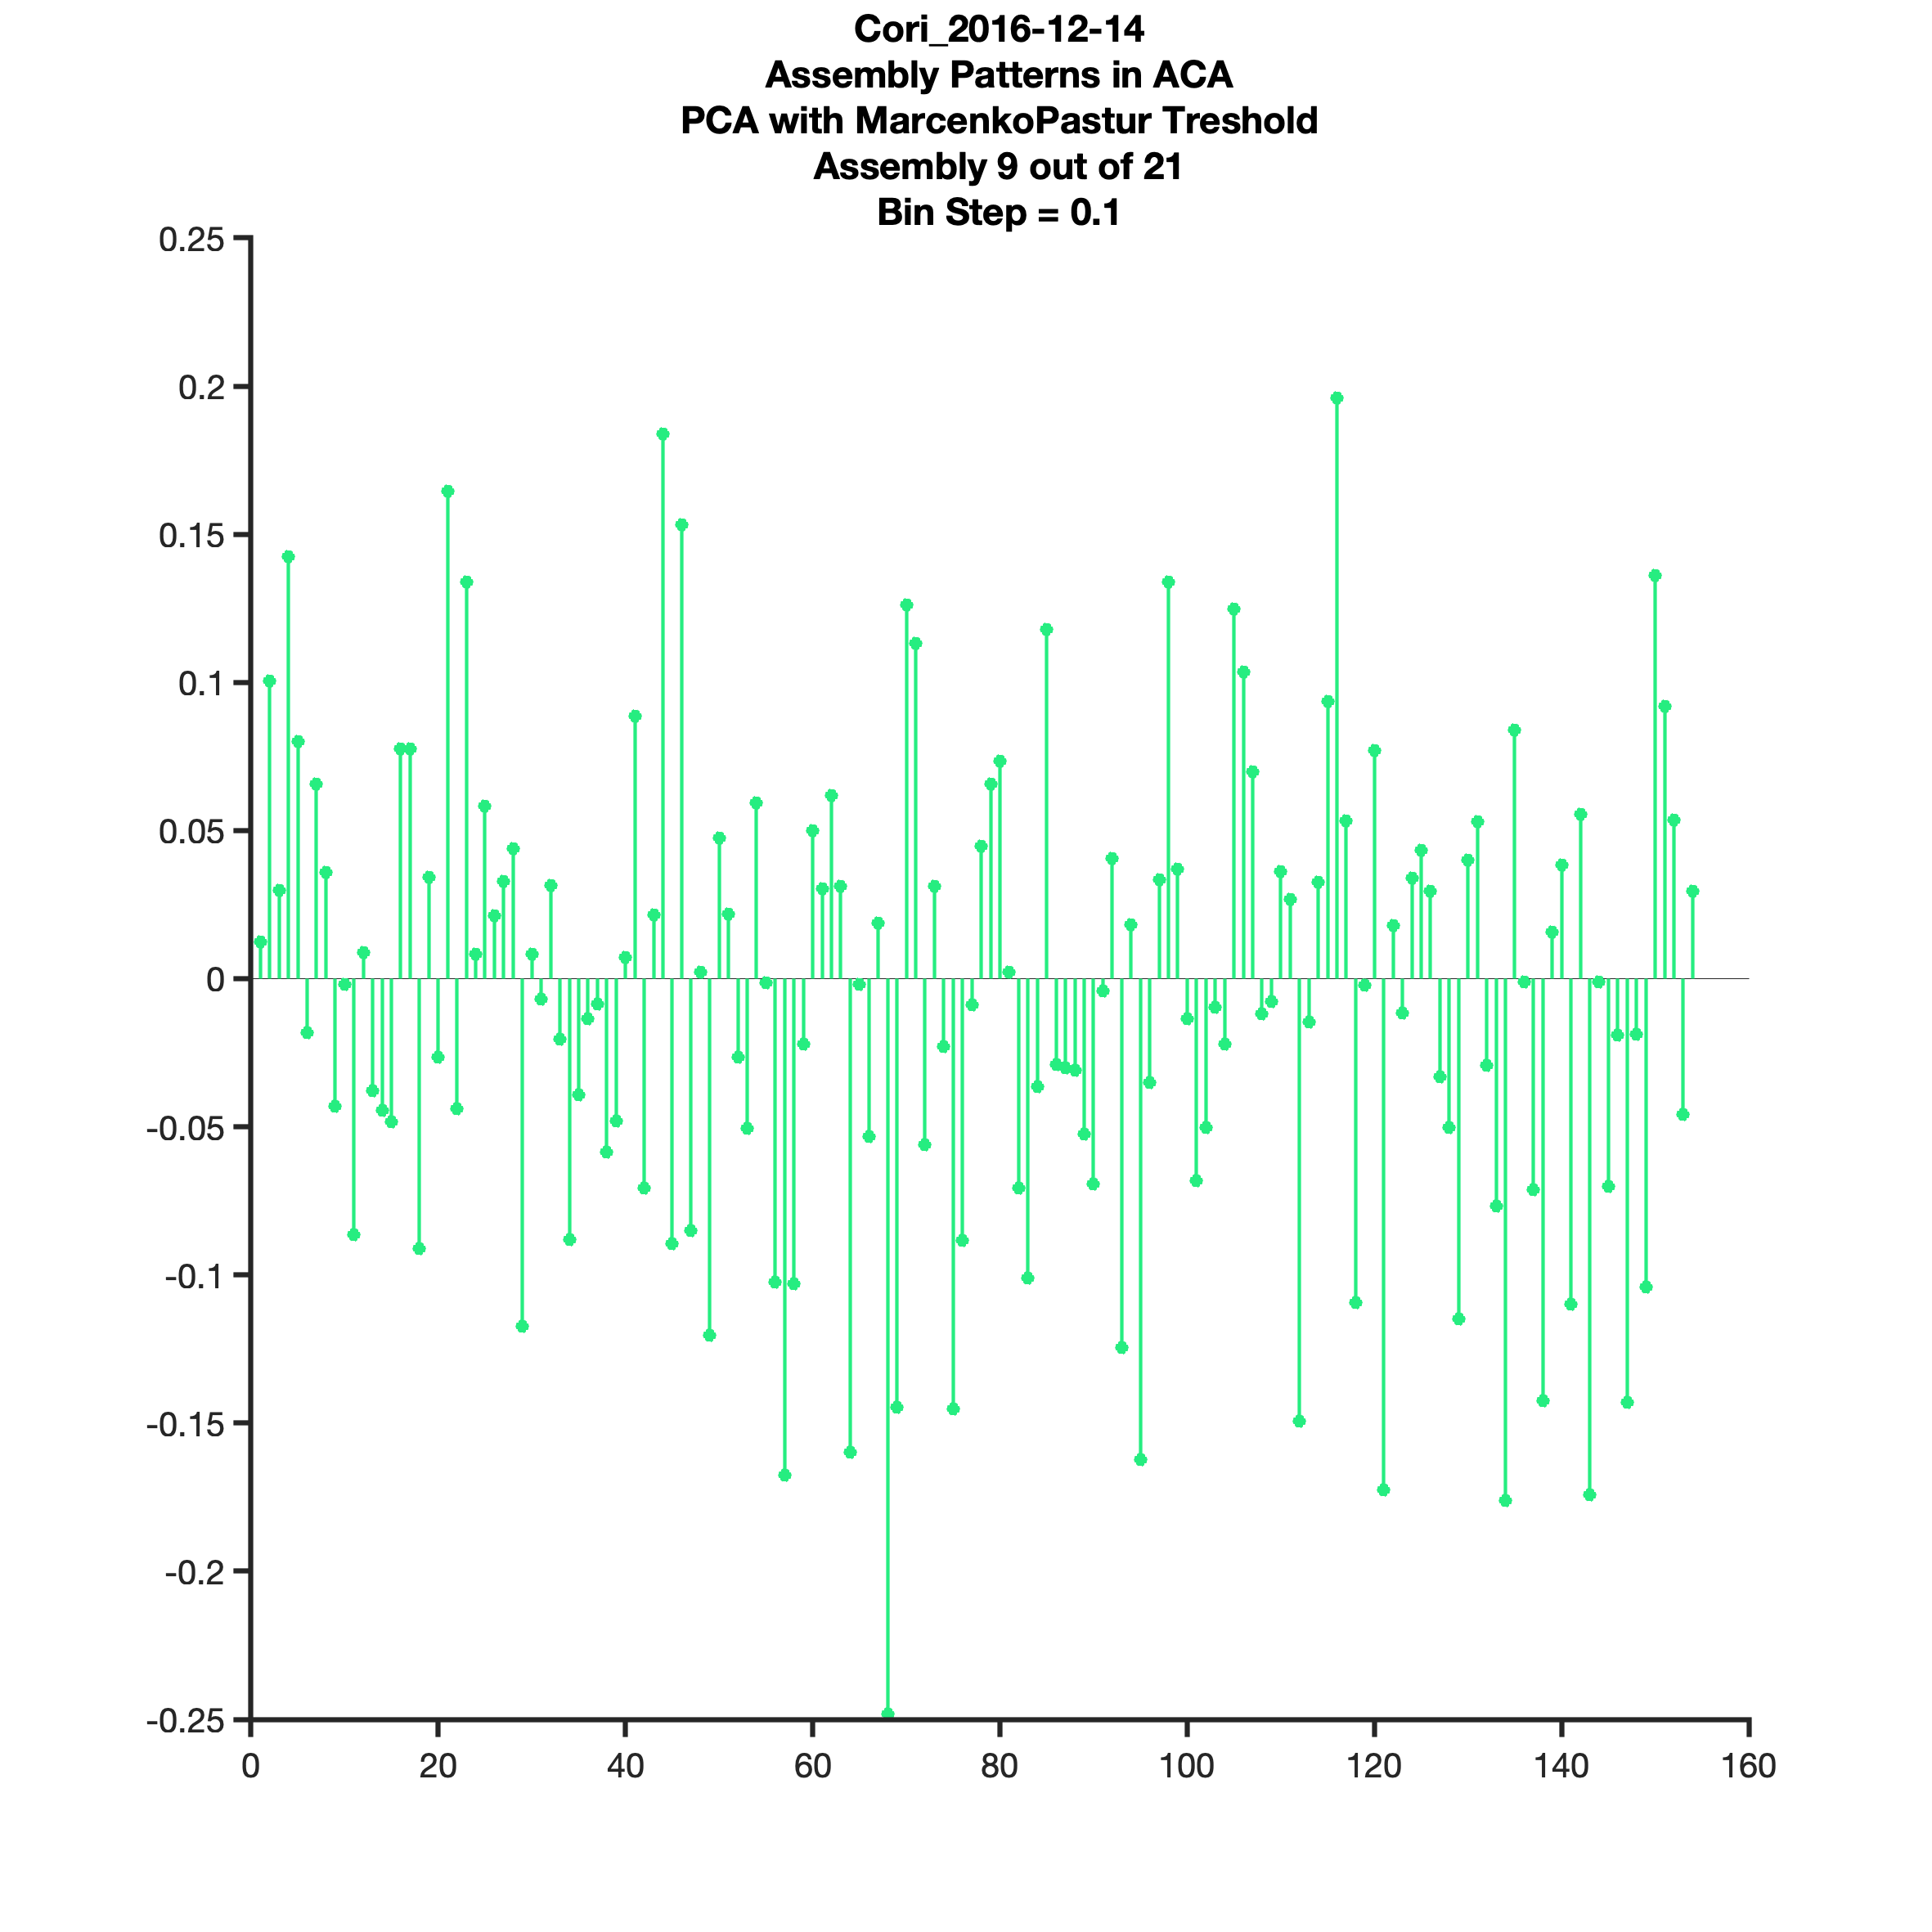 Cori_2016-12-14
Assembly Patterns in ACA
PCA with MarcenkoPastur Treshold
Assembly 9 out of 21
Bin Step = 0.1
0.25
0.2
0.15
0.1
0.05
0
-0.05
-0.1
-0.15
-0.2
-0.25
0 20 40 60 80 100 120 140 160